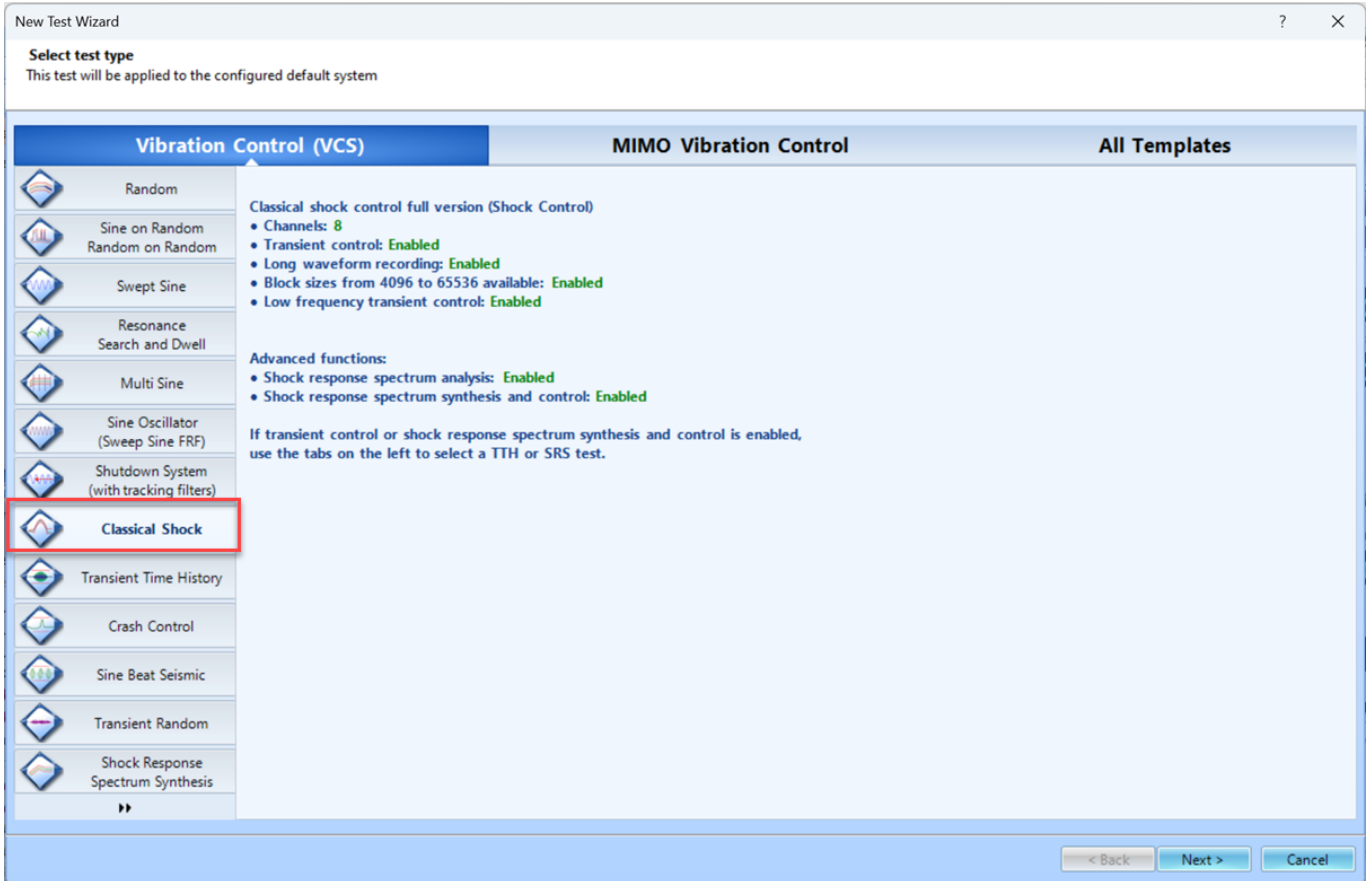 New Test Wizard
?
Select test type
This test will be applied to the configured default system
Vibration Control (VCS)
MIMO Vibration Control
All Templates
Random
Sine on Random
Random on Random
Swept Sine
Resonance
Search and Dwell
Multi Sine
Sine Oscillator
(Sweep Sine FRF)
Shutdown System
(with tracking filters)
Classical Shock
Transient Time History
Crash Control
Sine Beat Seismic
Transient Random
Shock Response
Spectrum Synthesis
Classical shock control full version (Shock Control)
• Channels: 8
• Transient control: Enabled
• Long waveform recording: Enabled
• Block sizes from 4096 to 65536 available: Enabled
• Low frequency transient control: Enabled
Advanced functions:
• Shock response spectrum analysis: Enabled
• Shock response spectrum synthesis and control: Enabled
If transient control or shock response spectrum synthesis and control is enabled,
use the tabs on the left to select a TTH or SRS test.
< Back
Next >
Cancel